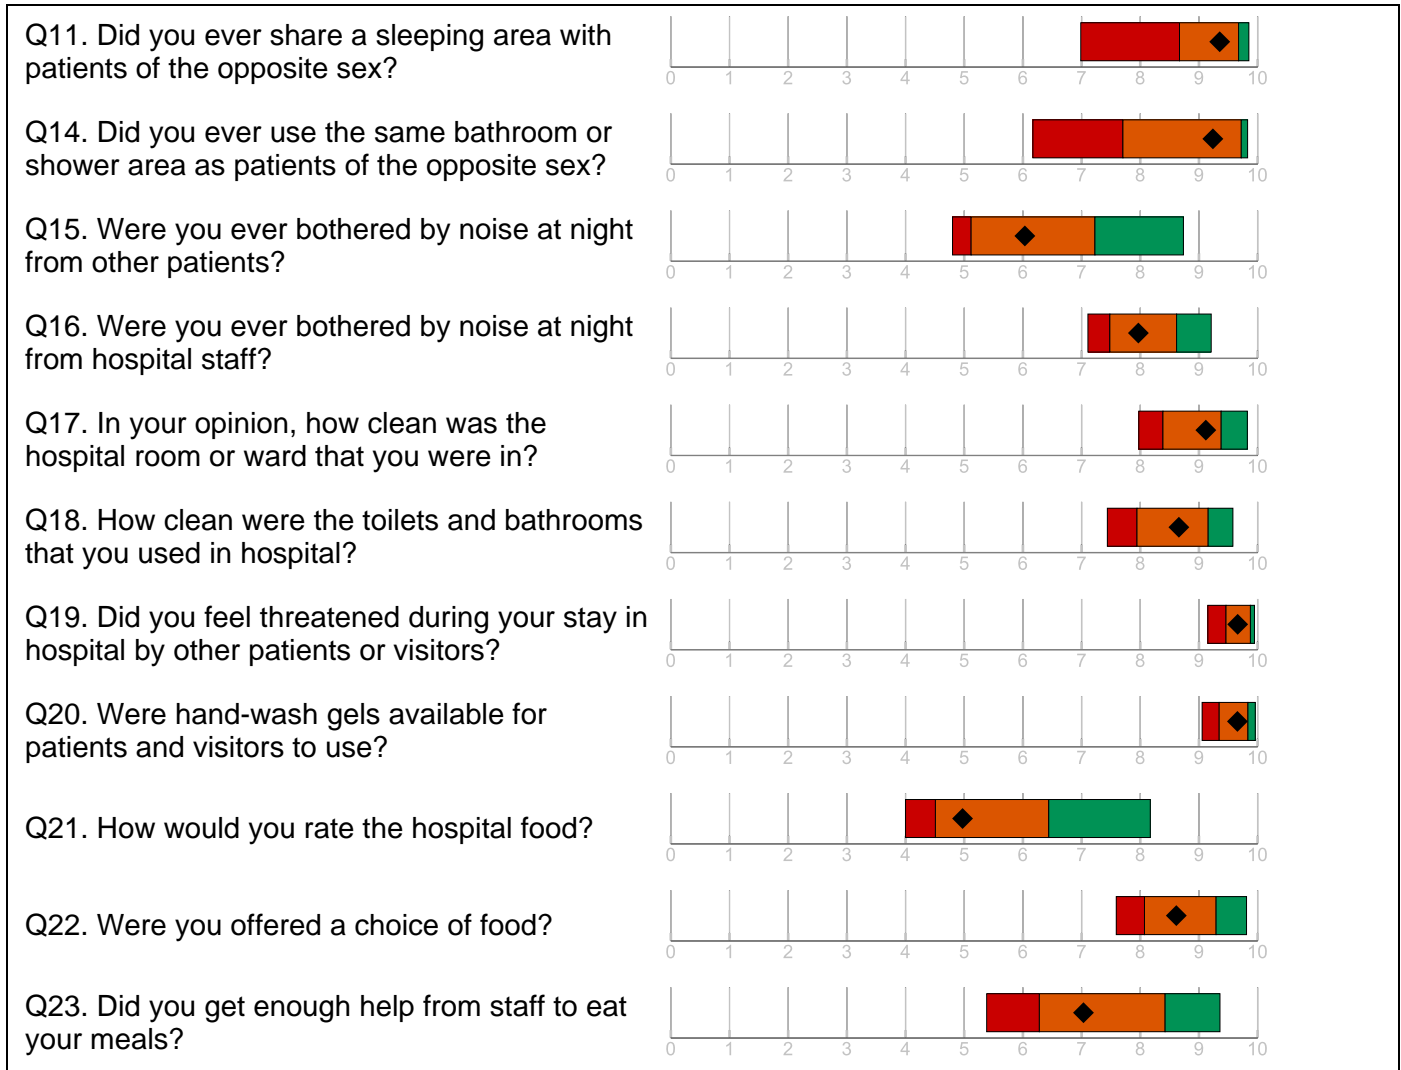 Q11. Did you ever share a sleeping area with
patients of the opposite sex?
0 1 2 3 4 5 6 7 8 9 10
Q14. Did you ever use the same bathroom or
shower area as patients of the opposite sex?
0 1 2 3 4 5 6 7 8 9 10
Q15. Were you ever bothered by noise at night
from other patients?
0 1 2 3 4 5 6 7 8 9 10
Q16. Were you ever bothered by noise at night
from hospital staff?
0 1 2 3 4 5 6 7 8 9 10
Q17. In your opinion, how clean was the
hospital room or ward that you were in?
0 1 2 3 4 5 6 7 8 9 10
Q18. How clean were the toilets and bathrooms
that you used in hospital?
0 1 2 3 4 5 6 7 8 9 10
Q19. Did you feel threatened during your stay in
hospital by other patients or visitors?
0 1 2 3 4 5 6 7 8 9 10
Q20. Were hand-wash gels available for
patients and visitors to use?
0 1 2 3 4 5 6 7 8 9 10
Q21. How would you rate the hospital food?
0 1 2 3 4 5 6 7 8 9 10
Q22. Were you offered a choice of food?
0 1 2 3 4 5 6 7 8 9 10
Q23. Did you get enough help from staff to eat
your meals?
0 1 2 3 4 5 6 7 8 9 10